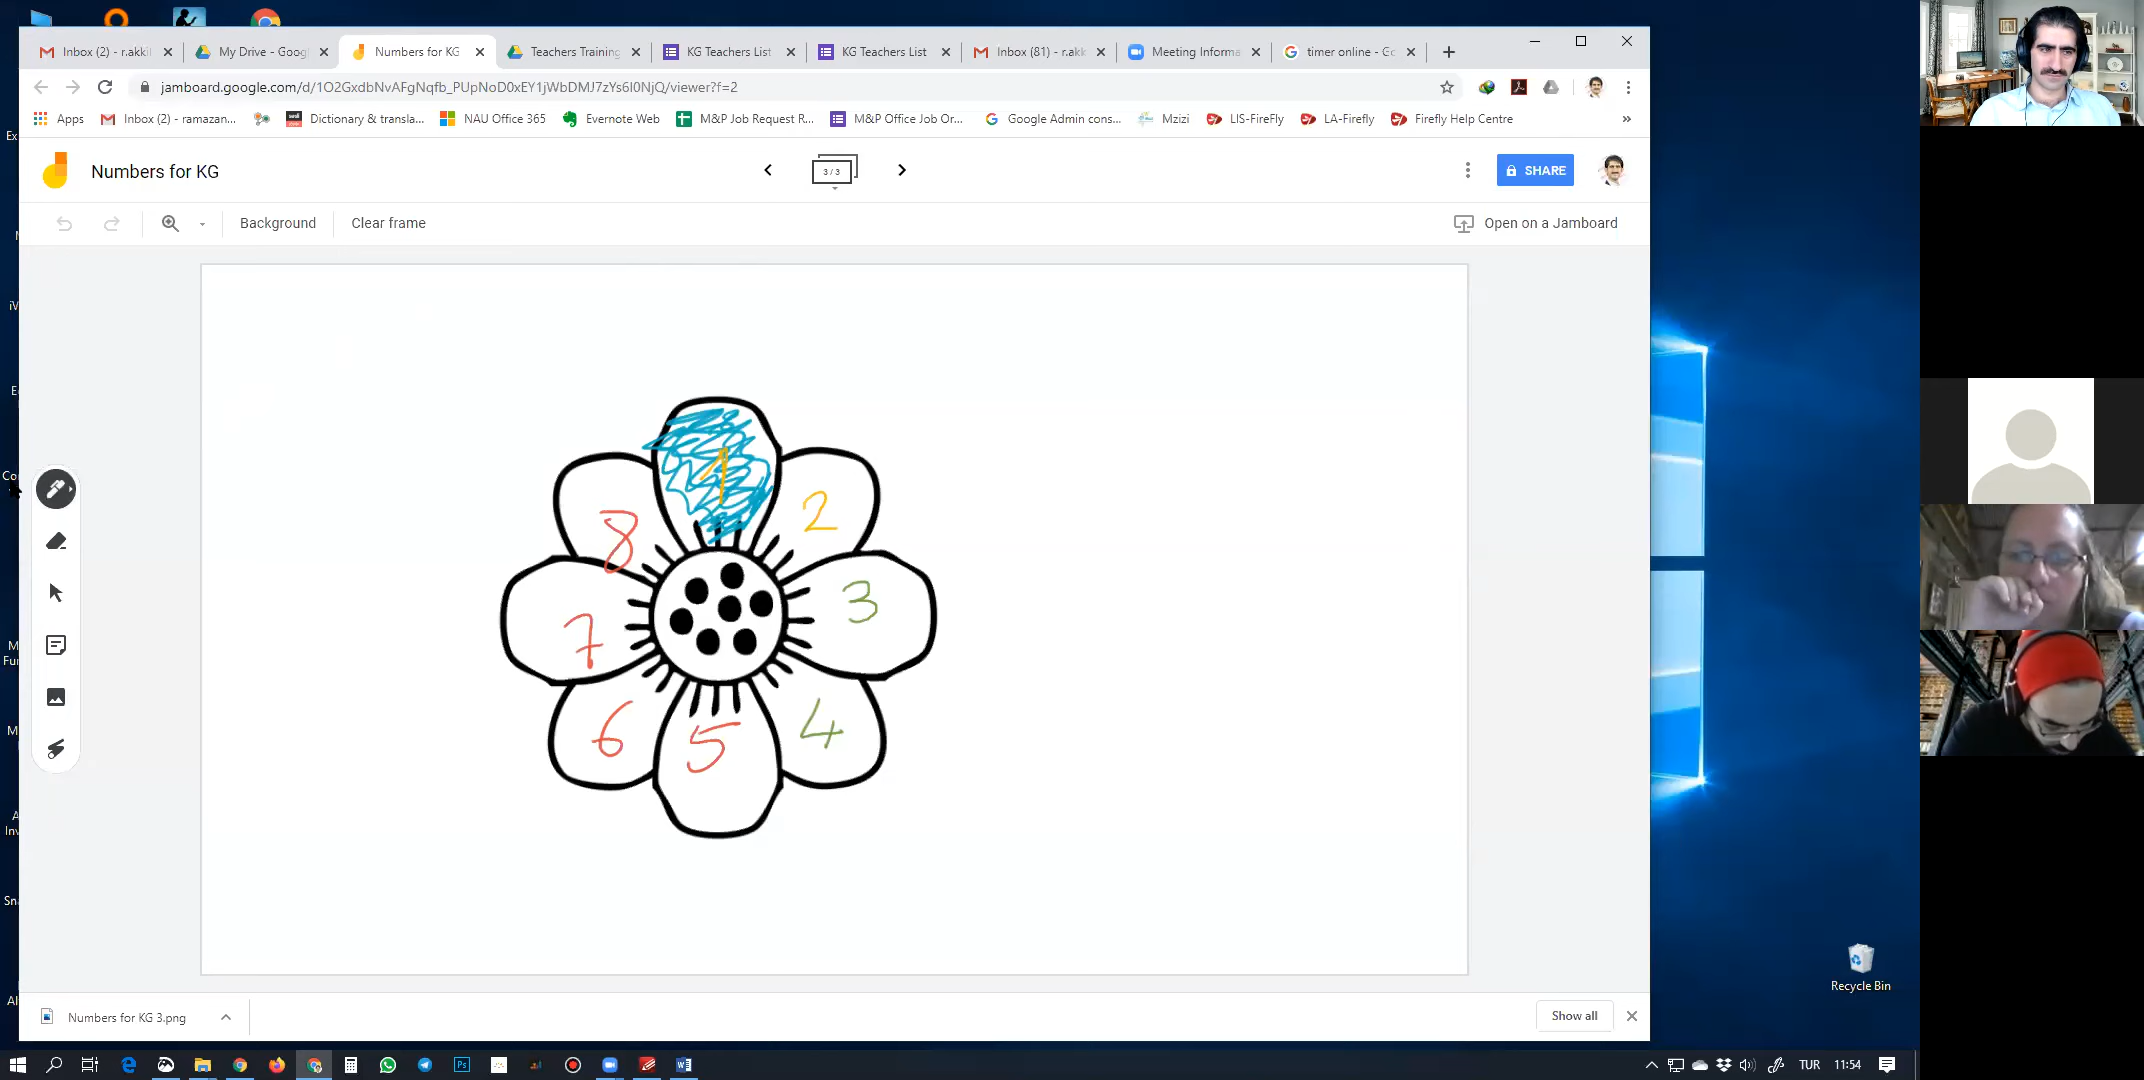 Inbox (2) - r.akki
My Drive - Goog
Numbers for KG
Teachers Training
KG Teachers List
KG Teachers List
Inbox (81) - r.akk
Meeting Informa
timer online - Go
jamboard.google.com/d/1O2GxdbNvAFgNqfb_PUpNoD0xEY1jWbDMJ7zYs6I0NjQ/viewer?f=2
Apps
Inbox (2) - ramazan...
Dictionary & transla...
NAU Office 365
Evernote Web
M&P Job Request R...
M&P Office Job Or...
Google Admin cons...
Mzizi
LIS-FireFly
LA-Firefly
Firefly Help Centre
»
Numbers for KG
3 / 3
SHARE
Background
Clear frame
Open on a Jamboard
1
2
3
4
5
6
7
8
Recycle Bin
Numbers for KG 3.png
Show all
TUR
11:54